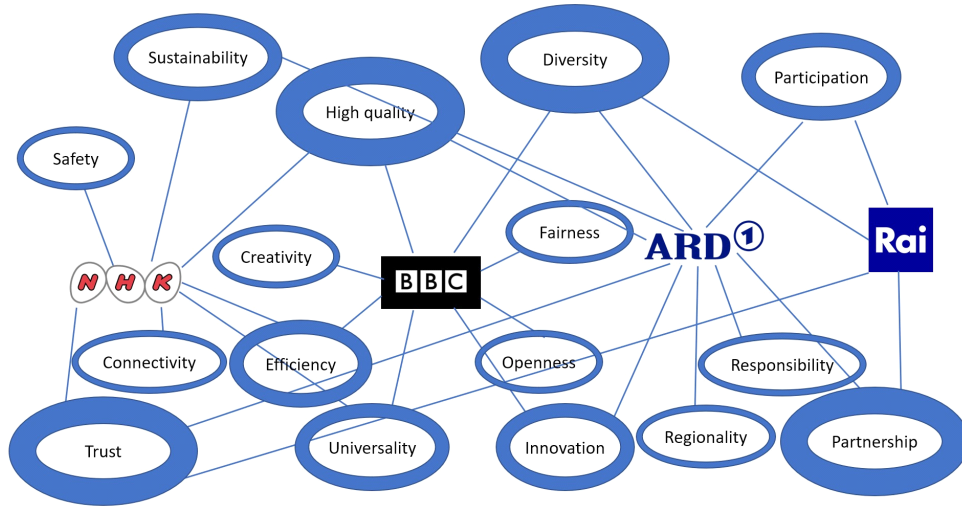 Sustainability
Diversity
Participation
High quality
Safety
Fairness
Creativity
ARD 1
Rai
NHK
BBC
Connectivity
Efficiency
Openness
Responsibility
Trust
Universality
Innovation
Regionality
Partnership